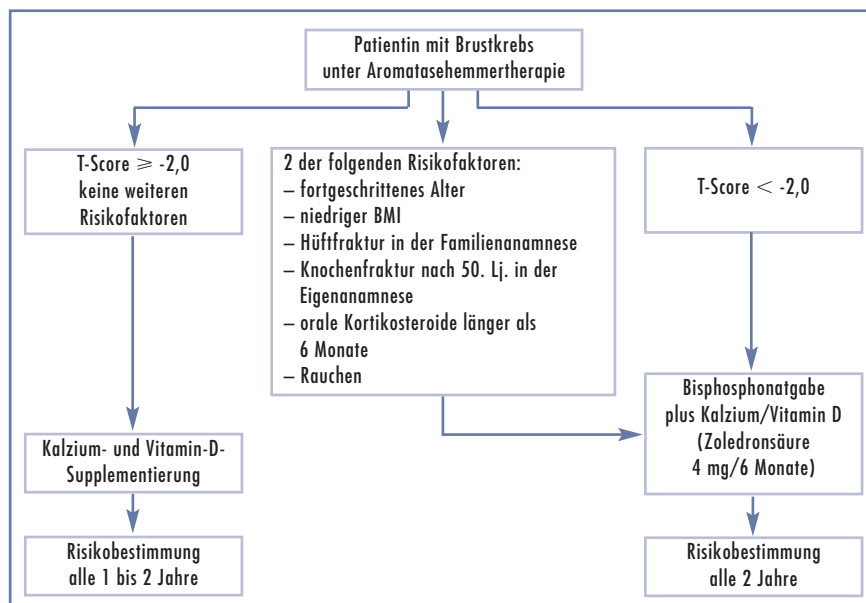 Patientin mit Brustkrebs
unter Aromatasehemmertherapie
T-Score ≥ -2,0
keine weiteren
Risikofaktoren
2 der folgenden Risikofaktoren:
– fortgeschrittenes Alter
– niedriger BMI
– Hüftfraktur in der Familienanamnese
– Knochenfraktur nach 50. Lj. in der
Eigenanamnese
– orale Kortikosteroide länger als
6 Monate
– Rauchen
T-Score < -2,0
Kalzium- und Vitamin-D-
Supplementierung
Bisphosphonatgabe
plus Kalzium/Vitamin D
(Zoledronsäure
4 mg/6 Monate)
Risikobestimmung
alle 1 bis 2 Jahre
Risikobestimmung
alle 2 Jahre